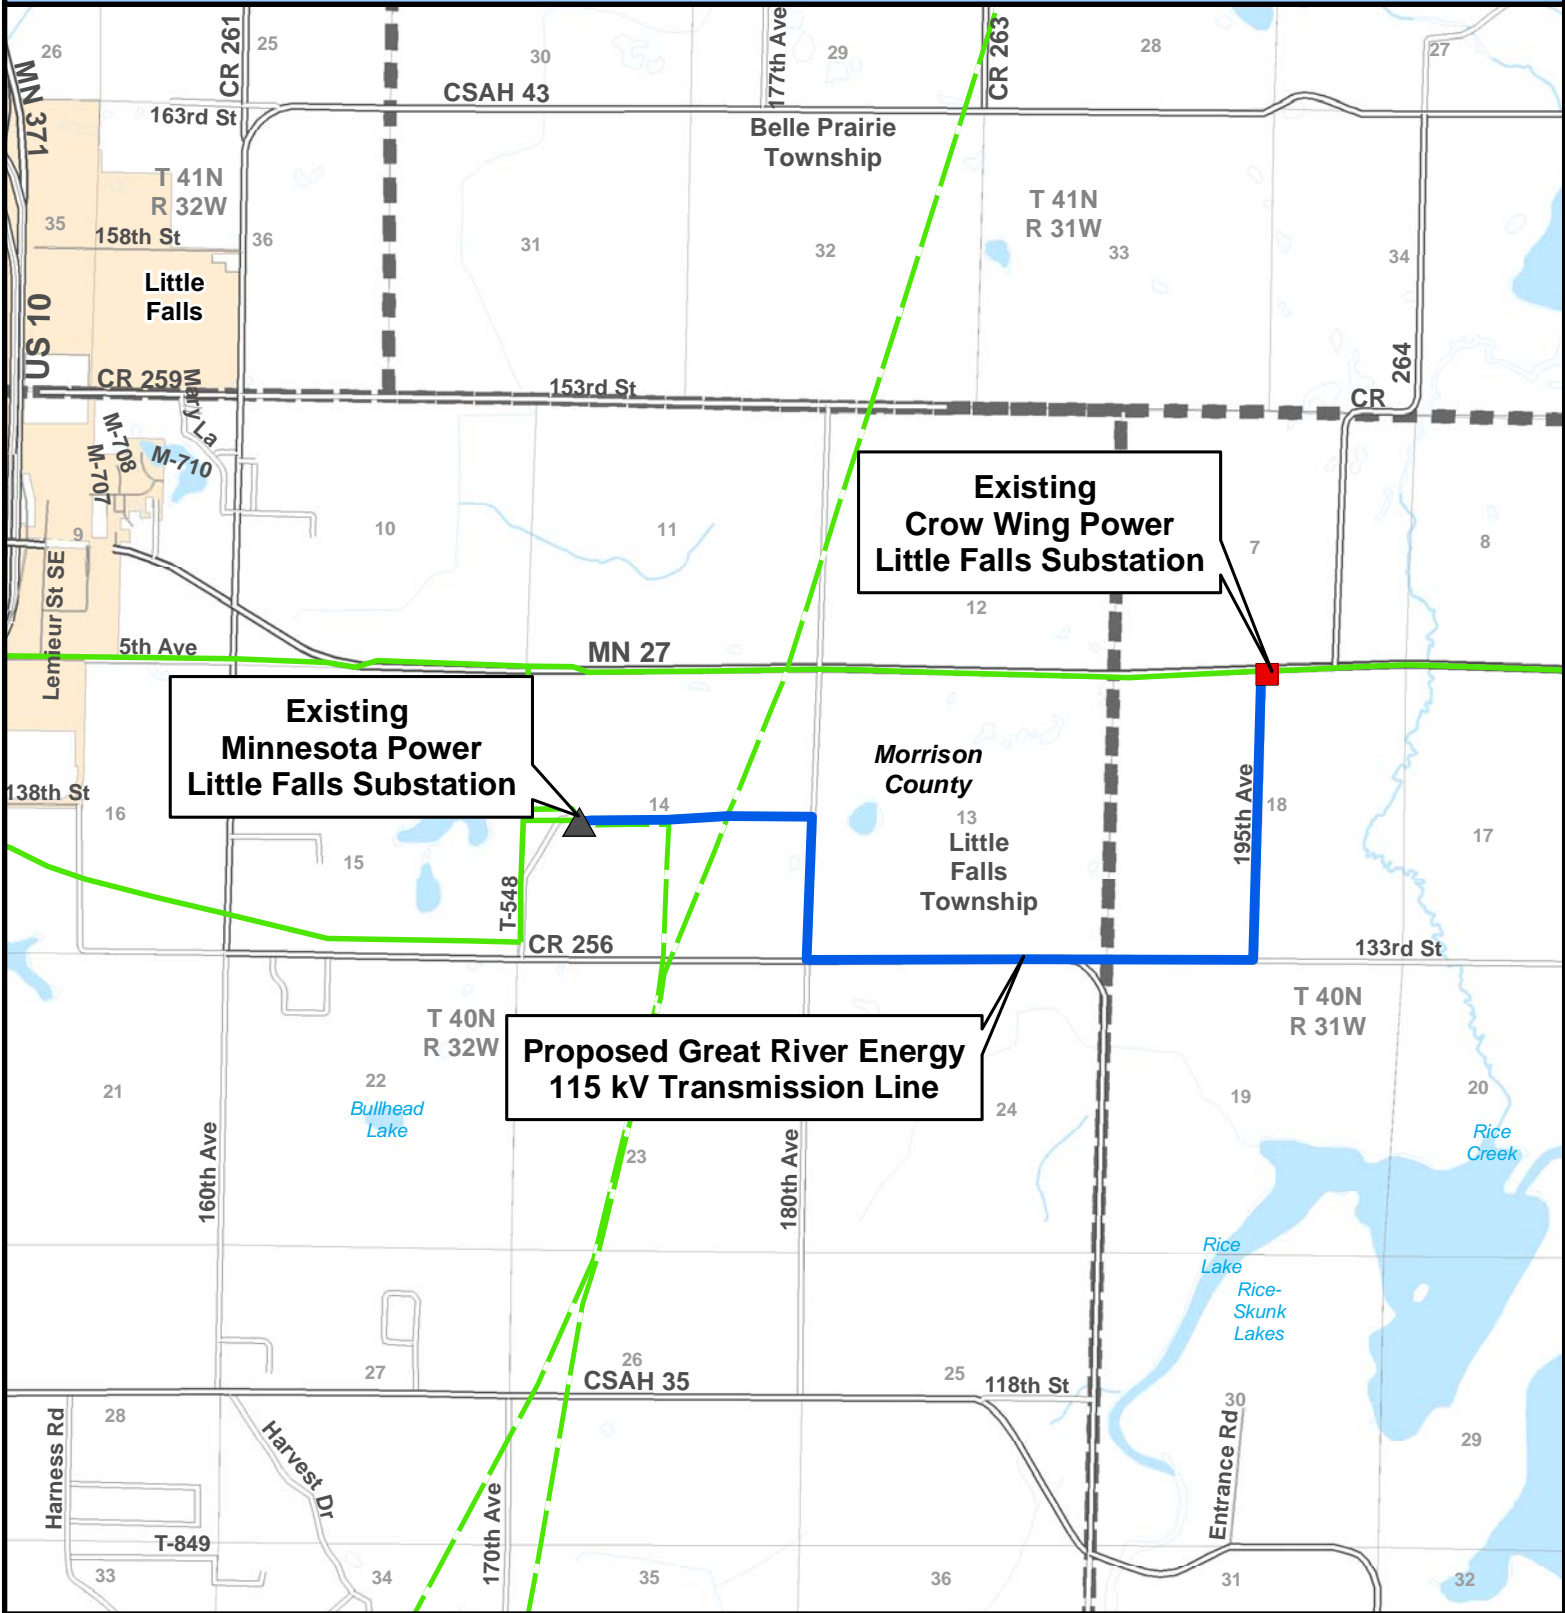 26
CR 261
25
30
177th Ave
29
CR 263
28
27
MN 371
CSAH 43
163rd St
Belle Prairie
Township
T 41N
R 32W
T 41N
R 31W
35
158th St
36
31
32
33
34
Little
Falls
US 10
CR 259
Mary La
153rd St
CR
264
M-708
M-707
M-710
9
10
11
Existing
Crow Wing Power
Little Falls Substation
7
8
12
Lemieur St SE
5th Ave
MN 27
Existing
Minnesota Power
Little Falls Substation
Morrison
County
138th St
16
14
13
195th Ave
18
17
15
Little
Falls
Township
T-548
CR 256
133rd St
T 40N
R 32W
T 40N
R 31W
Proposed Great River Energy
115 kV Transmission Line
21
22
Bullhead
Lake
24
19
20
Rice
Creek
160th Ave
23
180th Ave
Rice
Lake
Rice-
Skunk
Lakes
27
26
CSAH 35
25
118th St
28
30
29
Harness Rd
Harvest Dr
170th Ave
Entrance Rd
T-849
33
34
35
36
31
32